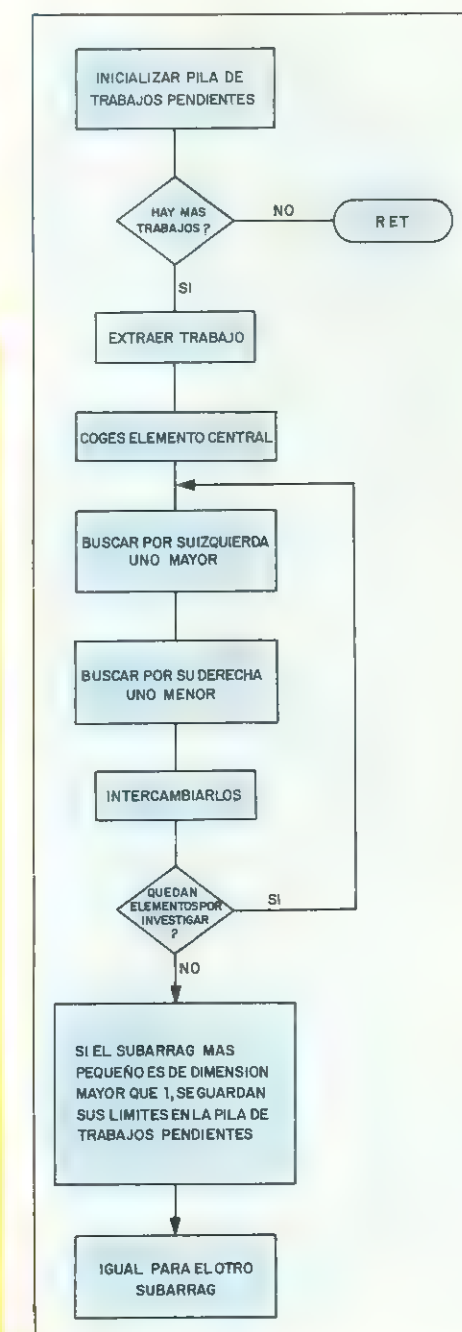 INICIALIZAR PILA DE
TRABAJOS PENDIENTES
HAY MAS
TRABAJOS ?
NO
RET
SI
EXTRAER TRABAJO
COGES ELEMENTO CENTRAL
BUSCAR POR SU IZQUIERDA
UNO MAYOR
BUSCAR POR SU DERECHA
UNO MENOR
INTERCAMBIARLOS
QUEDAN
ELEMENTOS POR
INVESTIGAR
?
SI
NO
SI EL SUBARRAG MAS
PEQUEÑO ES DE DIMENSION
MAYOR QUE 1, SE GUARDAN
SUS LIMITES EN LA PILA DE
TRABAJOS PENDIENTES
IGUAL PARA EL OTRO
SUBARRAG